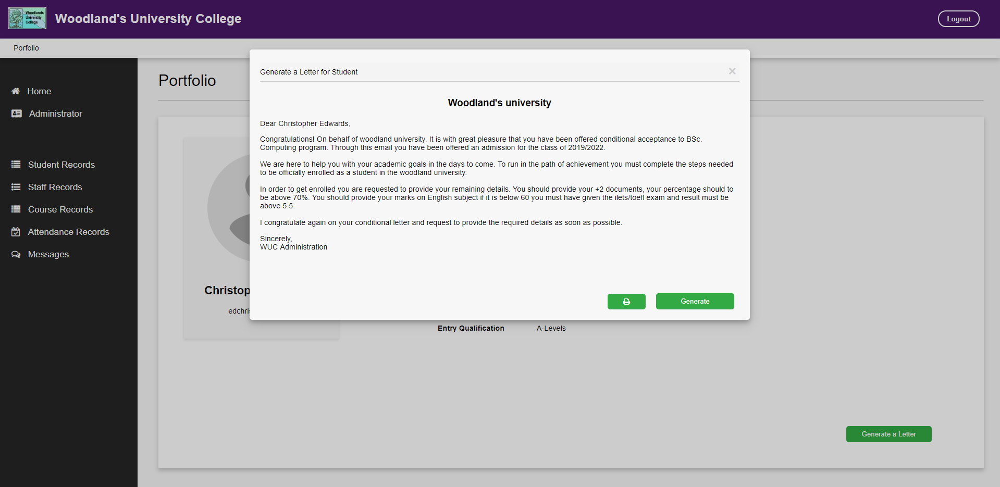 Woodlands
University
College
Woodland's University College
Logout
Porfolio
Home
Administrator
Student Records
Staff Records
Course Records
Attendance Records
Messages
Portfolio
Generate a Letter for Student
Woodland's university
Dear Christopher Edwards,
Congratulations! On behalf of woodland university. It is with great pleasure that you have been offered conditional acceptance to BSc.
Computing program. Through this email you have been offered an admission for the class of 2019/2022.
We are here to help you with your academic goals in the days to come. To run in the path of achievement you must complete the steps needed
to be officially enrolled as a student in the woodland university.
In order to get enrolled you are requested to provide your remaining details. You should provide your +2 documents, your percentage should to
be above 70%. You should provide your marks on English subject if it is below 60 you must have given the ilets/toefl exam and result must be
above 5.5.
I congratulate again on your conditional letter and request to provide the required details as soon as possible.
Sincerely,
WUC Administration
Generate
Christop
edchris
Entry Qualification A-Levels
Generate a Letter